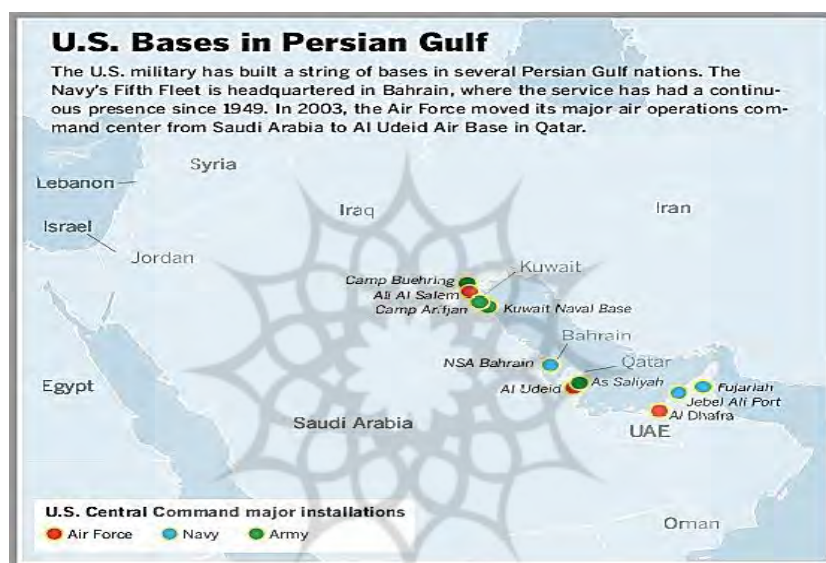 U.S. Bases in Persian Gulf
The U.S. military has built a string of bases in several Persian Gulf nations. The
Navy's Fifth Fleet is headquartered in Bahrain, where the service has had a continu-
ous presence since 1949. In 2003, the Air Force moved its major air operations com-
mand center from Saudi Arabia to Al Udeid Air Base in Qatar.
Syria
Lebanon
Iraq
Iran
Israel
Jordan
Kuwait
Camp Buehring
Ali Al Salem
Camp Arifjan
Kuwait Naval Base
Bahrain
NSA Bahrain
Qatar
Egypt
Al Udeid
As Saliyah
Fujariah
Jebel Ali Port
Al Dhafra
Saudi Arabia
UAE
U.S. Central Command major installations
Air Force Navy Army
Oman